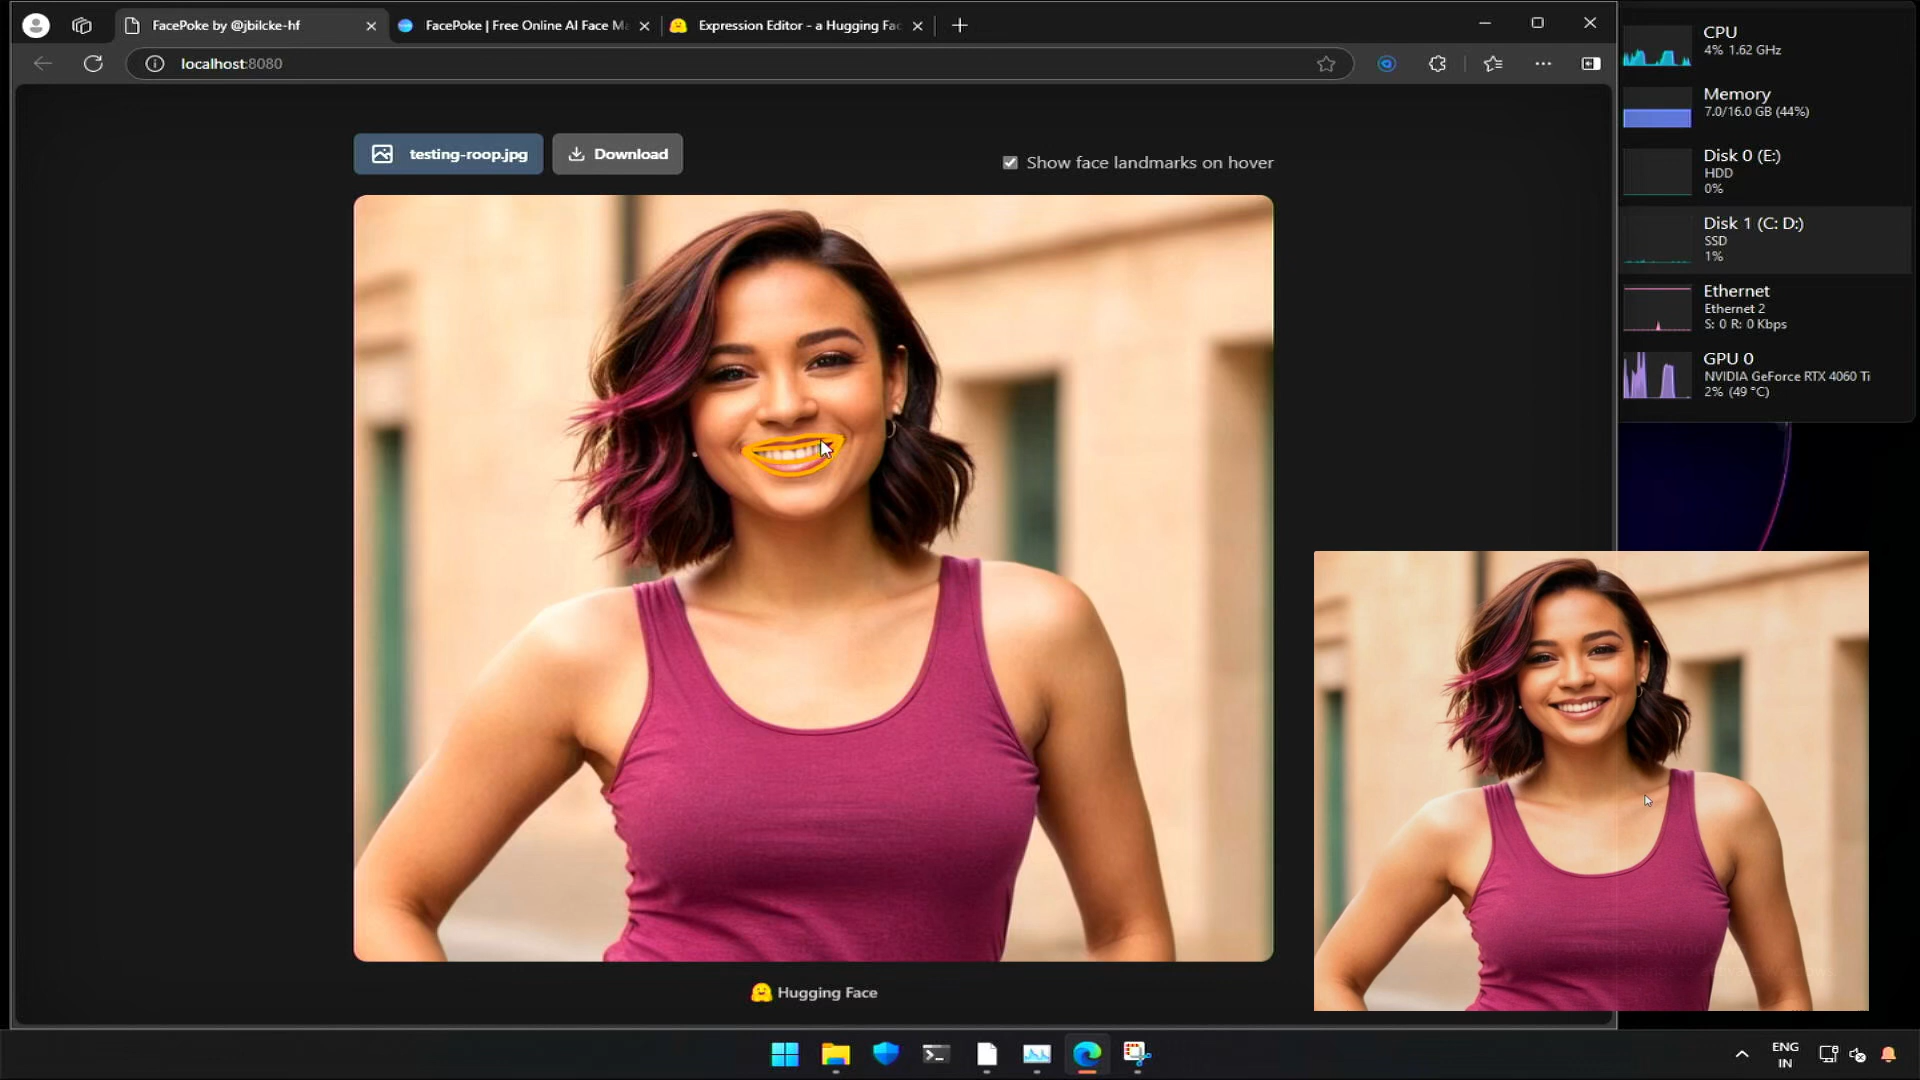 FacePoke by @jbilcke-hf
FacePoke | Free Online AI Face Ma
Expression Editor - a Hugging Fac
localhost:8080
testing-roop.jpg
Download
Show face landmarks on hover
Hugging Face
CPU
4% 1.62 GHz
Memory
7.0/16.0 GB (44%)
Disk 0 (E:)
HDD
0%
Disk 1 (C: D:)
SSD
1%
Ethernet
Ethernet 2
S: 0 R: 0 Kbps
GPU 0
NVIDIA GeForce RTX 4060 Ti
2% (49 °C)
ENG
IN